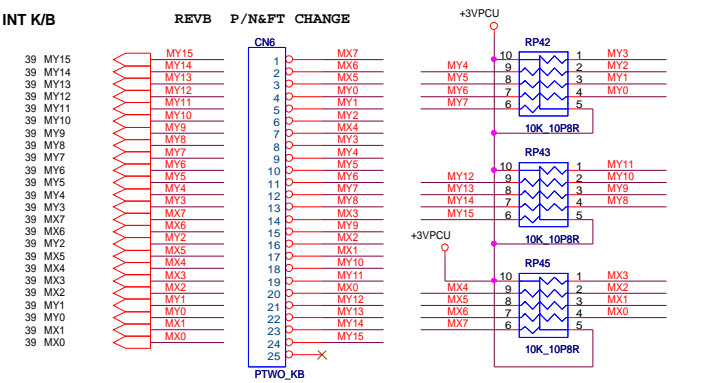 INT K/B
REVB P/N&FT CHANGE
39 MY15
39 MY14
39 MY13
39 MY12
39 MY11
39 MY10
39 MY9
39 MY8
39 MY7
39 MY6
39 MY5
39 MY4
39 MY3
39 MX7
39 MX6
39 MY2
39 MX5
39 MX4
39 MX3
39 MX2
39 MY1
39 MY0
39 MX1
39 MX0
MY15
MY14
MY13
MY12
MY11
MY10
MY9
MY8
MY7
MY6
MY5
MY4
MY3
MX7
MX6
MY2
MX5
MX4
MX3
MX2
MY1
MY0
MX1
MX0
CN6
1 MX7
2 MX6
3 MX5
4 MY0
5 MY1
6 MY2
7 MX4
8 MY3
9 MY4
10 MY5
11 MY6
12 MY7
13 MY8
14 MX3
15 MY9
16 MX2
17 MX1
18 MY10
19 MY11
20 MX0
21 MY12
22 MY13
23 MY14
24 MY15
25
PTWO_KB
+3VPCU
RP42
10 1 MY3
MY4 9 2 MY2
MY5 8 3 MY1
MY6 7 4 MY0
MY7 6 5
10K_10P8R
RP43
10 1 MY11
MY12 9 2 MY10
MY13 8 3 MY9
MY14 7 4 MY8
MY15 6 5
10K_10P8R
+3VPCU
RP45
10 1 MX3
MX4 9 2 MX2
MX5 8 3 MX1
MX6 7 4 MX0
MX7 6 5
10K_10P8R